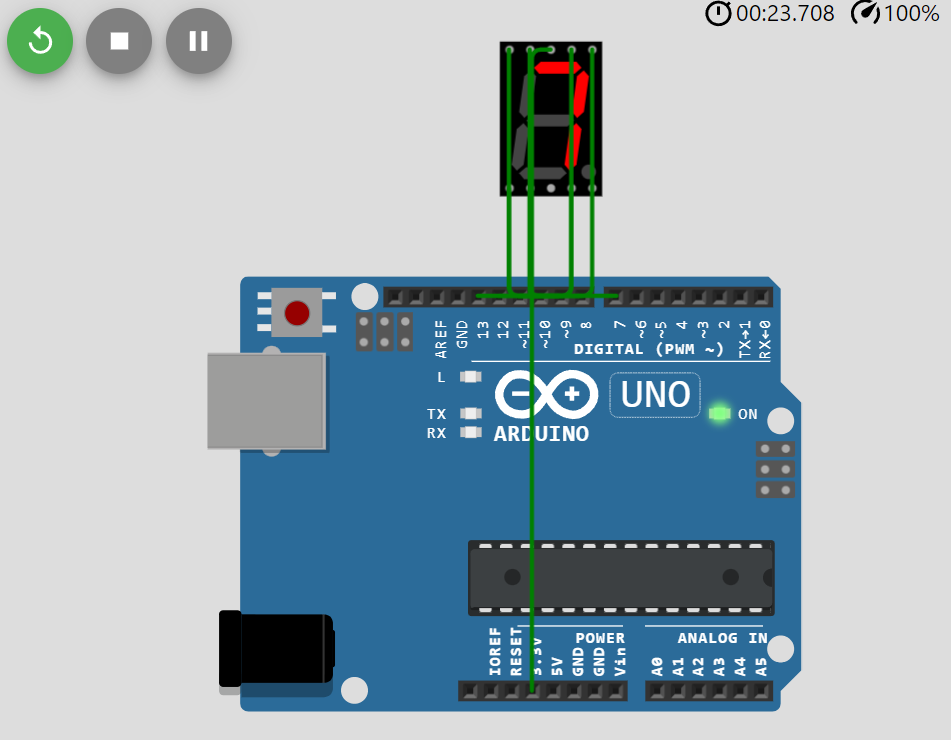 00:23.708 100%
AREF
GND
13
12
~11
~10
~9
8
7
~6
~5
4
~3
2
TX→1
RX←0
DIGITAL (PWM ~)
L
TX
RX
ARDUINO
UNO
ON
IOREF
RESET
3.3V
5V
GND
GND
Vin
POWER
ANALOG IN
A0
A1
A2
A3
A4
A5